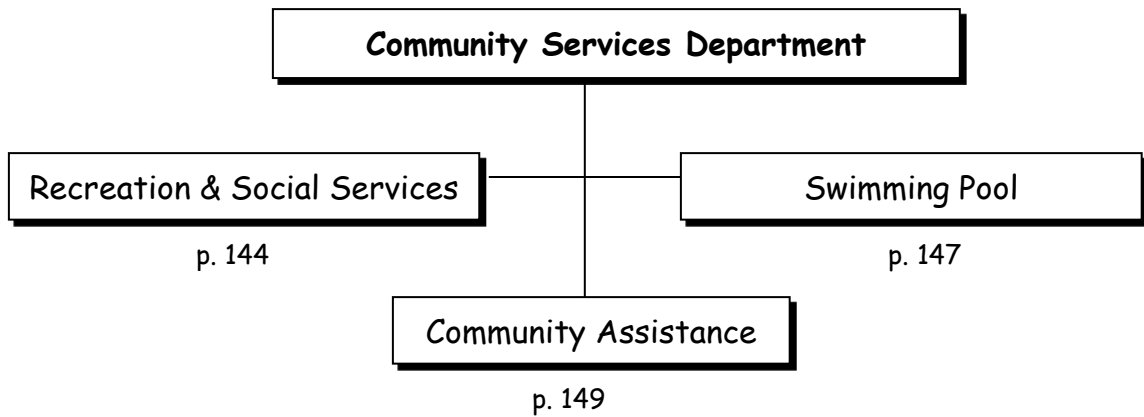 Community Services Department
Recreation & Social Services
Swimming Pool
p. 144
p. 147
Community Assistance
p. 149